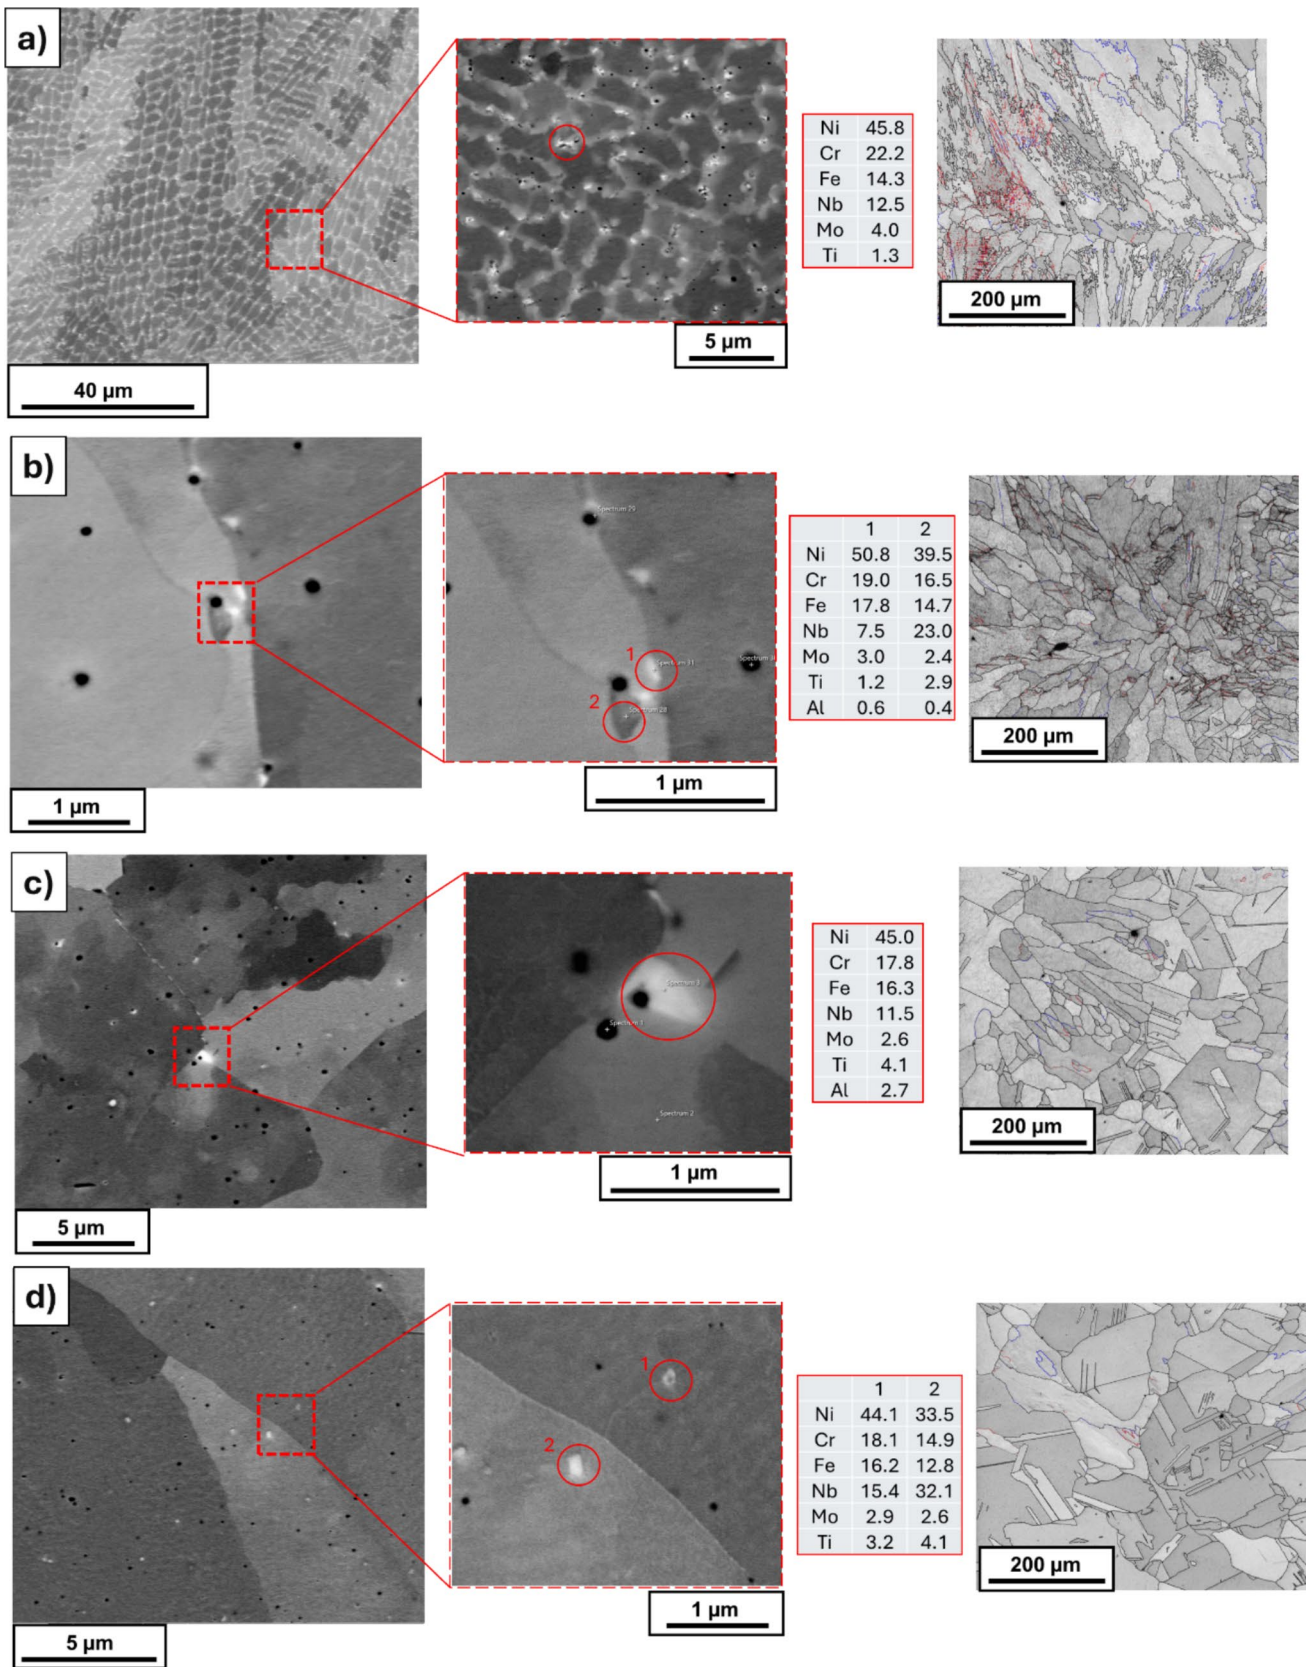 a)
Ni 45.8
Cr 22.2
Fe 14.3
Nb 12.5
Mo 4.0
Ti 1.3
40 µm
5 µm
200 µm
b)
Spectrum 29
1
Spectrum 31
2
Spectrum 28
1 2
Ni 50.8 39.5
Cr 19.0 16.5
Fe 17.8 14.7
Nb 7.5 23.0
Mo 3.0 2.4
Ti 1.2 2.9
Al 0.6 0.4
1 µm
1 µm
200 µm
c)
Spectrum 3
Spectrum 1
Spectrum 2
Ni 45.0
Cr 17.8
Fe 16.3
Nb 11.5
Mo 2.6
Ti 4.1
Al 2.7
5 µm
1 µm
200 µm
d)
1
2
1 2
Ni 44.1 33.5
Cr 18.1 14.9
Fe 16.2 12.8
Nb 15.4 32.1
Mo 2.9 2.6
Ti 3.2 4.1
5 µm
1 µm
200 µm